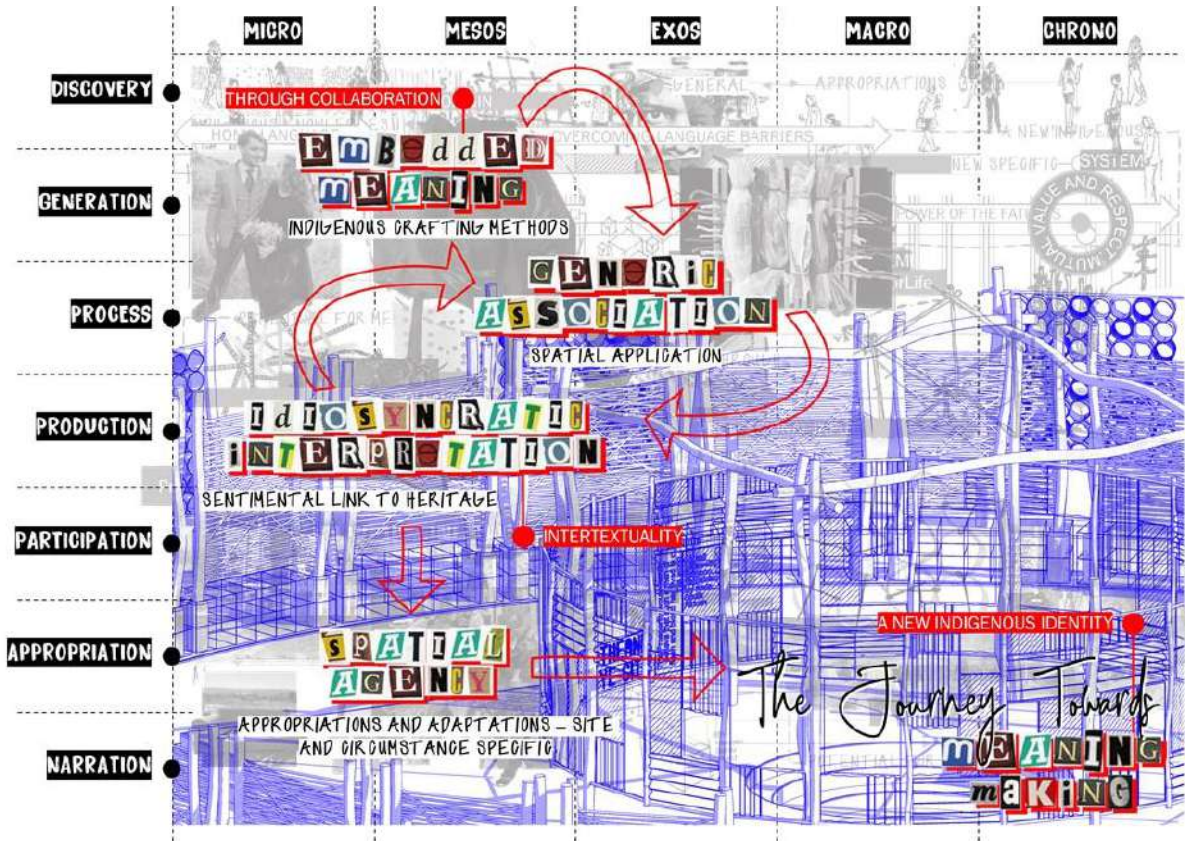 MICRO
MESOS
EXOS
MACRO
CHRONO
DISCOVERY
GENERAL
APPROPRIATIONS
THROUGH COLLABORATION
IN
OVERCOMING LANGUAGE BARRIERS
A NEW INDIGENOUS
EMBEDDED
MEANING
INDIGENOUS CRAFTING METHODS
GENERATION
NEW SPECIFIC
SYSTEM
POWER OF THE
MUTUAL VALUE AND RESPECT
GENERIC
ASSOCIATION
SPATIAL APPLICATION
PROCESS
rLife
PRODUCTION
IdIOSYNCRATIC
iNTERpRETATION
SENTIMENTAL LINK TO HERITAGE
PARTICIPATION
INTERTEXTUALITY
APPROPRIATION
A NEW INDIGENOUS IDENTITY
SPATIAL
AGENCY
APPROPRIATIONS AND ADAPTATIONS – SITE
AND CIRCUMSTANCE SPECIFIC
NARRATION
The Journey Towards
mEANING
maKiNG